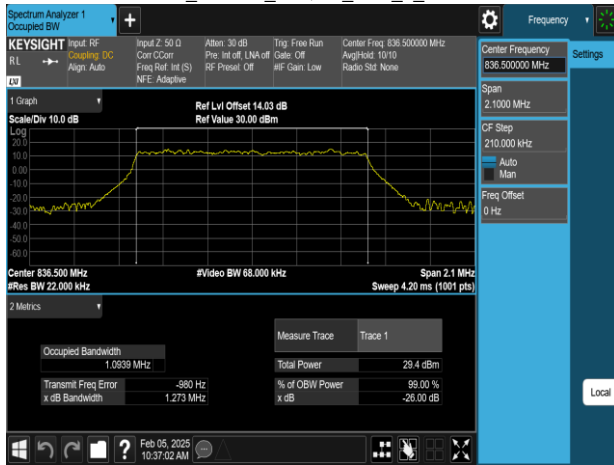 Spectrum Analyzer 1
Occupied BW
Frequency
KEYSIGHT
RL
LXI
Input: RF
Coupling: DC
Align: Auto
Input Z: 50 Ω
Corr CCorr
Freq Ref: Int (S)
NFE: Adaptive
Atten: 30 dB
Pre: Int off, LNA off
RF Preset: Off
Trig: Free Run
Gate: Off
#IF Gain: Low
Center Freq: 836.500000 MHz
Avg|Hold: 10/10
Radio Std: None
1 Graph
Scale/Div 10.0 dB
Ref Lvl Offset 14.03 dB
Ref Value 30.00 dBm
Log
20.0
10.0
0.00
-10.0
-20.0
-30.0
-40.0
-50.0
-60.0
Center 836.500 MHz
#Video BW 68.000 kHz
Span 2.1 MHz
#Res BW 22.000 kHz
Sweep 4.20 ms (1001 pts)
2 Metrics
Measure Trace
Trace 1
Occupied Bandwidth
1.0939 MHz
Total Power
29.4 dBm
Transmit Freq Error
-980 Hz
% of OBW Power
99.00 %
x dB Bandwidth
1.273 MHz
x dB
-26.00 dB
Feb 05, 2025
10:37:02 AM
Center Frequency
836.500000 MHz
Settings
Span
2.1000 MHz
CF Step
210.000 kHz
Auto
Man
Freq Offset
0 Hz
Local